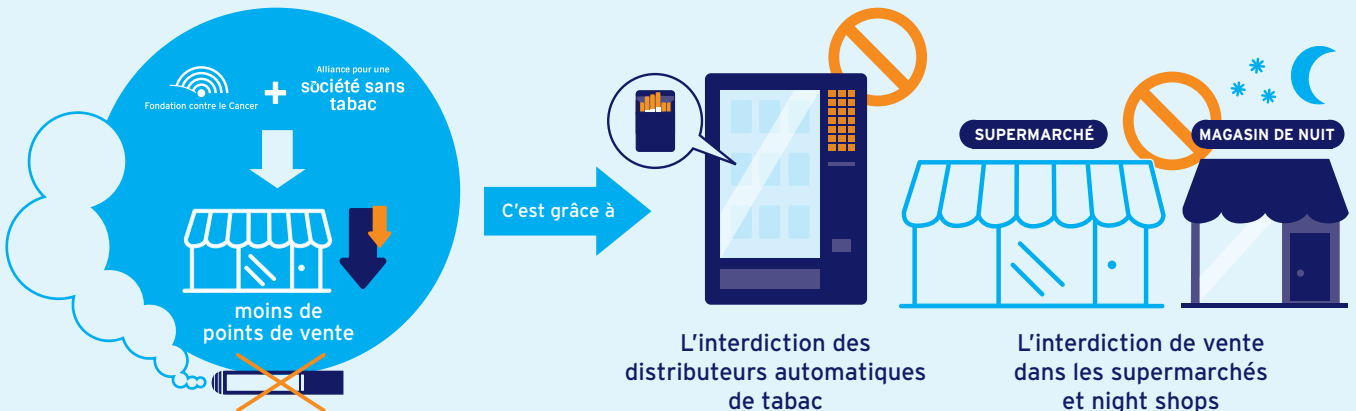 Fondation contre le Cancer
+
Alliance pour une
société sans
tabac
moins de
points de vente
C'est grâce à
L'interdiction des
distributeurs automatiques
de tabac
SUPERMARCHÉ
MAGASIN DE NUIT
L'interdiction de vente
dans les supermarchés
et night shops